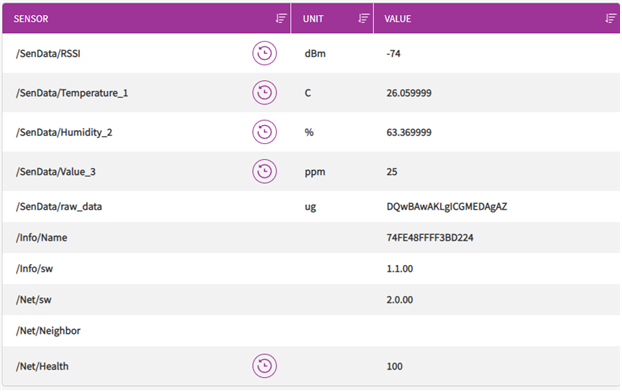 SENSOR UNIT VALUE
/SenData/RSSI dBm -74
/SenData/Temperature_1 C 26.059999
/SenData/Humidity_2 % 63.369999
/SenData/Value_3 ppm 25
/SenData/raw_data ug DQwBAwAKLgICGMEDAgAZ
/Info/Name 74FE48FFFF3BD224
/Info/sw 1.1.00
/Net/sw 2.0.00
/Net/Neighbor
/Net/Health 100